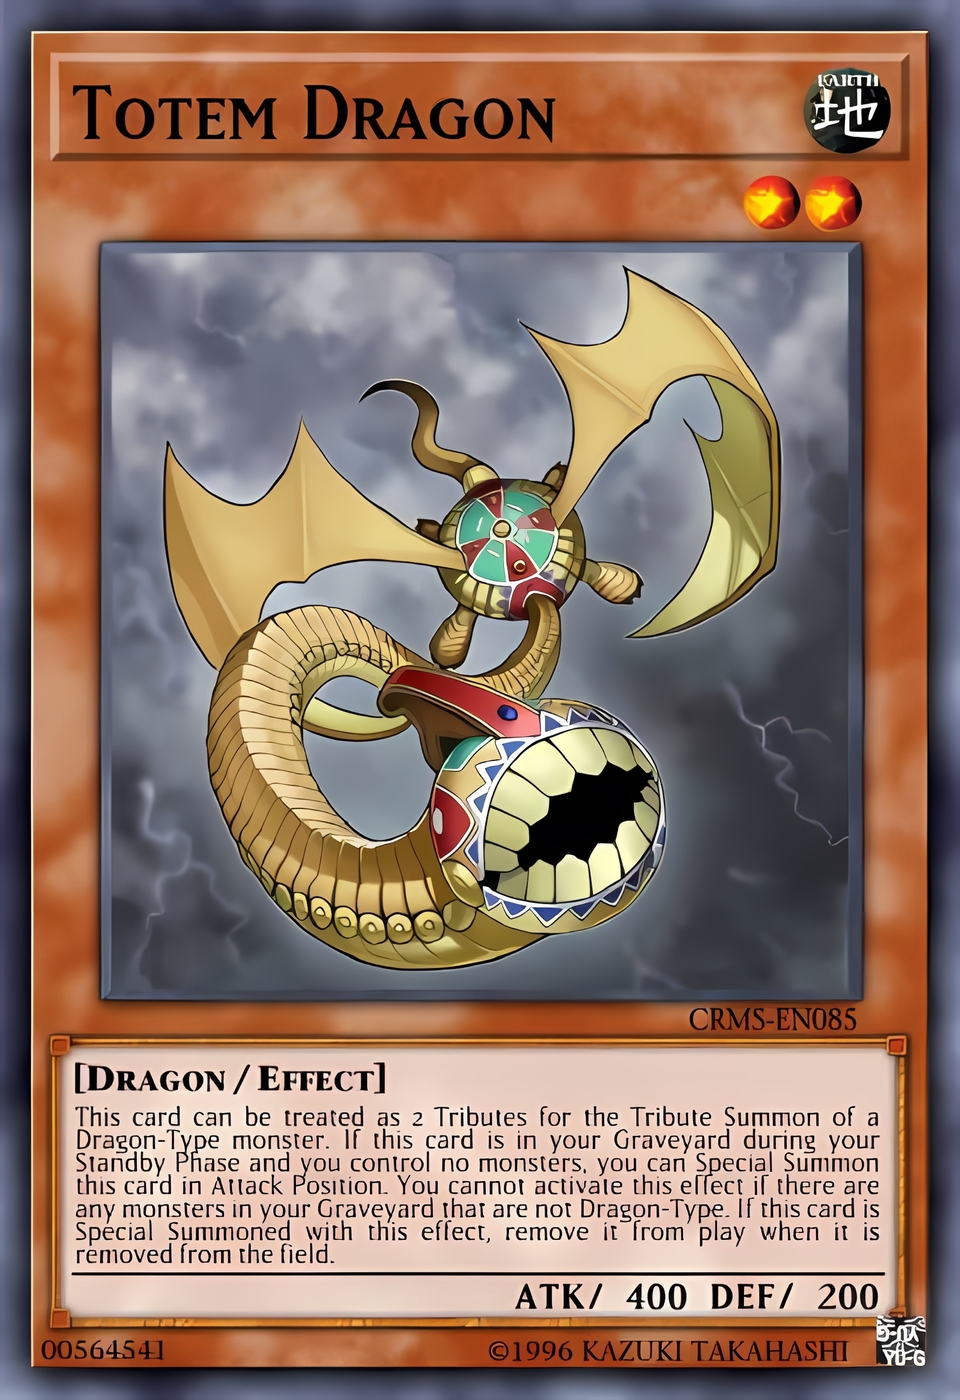 TOTEM DRAGON
EARTH
地
CRMS-EN085
[DRAGON / EFFECT]
This card can be treated as 2 Tributes for the Tribute Summon of a
Dragon-Type monster. If this card is in your Graveyard during your
Standby Phase and you control no monsters, you can Special Summon
this card in Attack Position. You cannot activate this effect if there are
any monsters in your Graveyard that are not Dragon-Type. If this card is
Special Summoned with this effect, remove it from play when it is
removed from the field.
ATK/ 400 DEF/ 200
00564541
©1996 KAZUKI TAKAHASHI